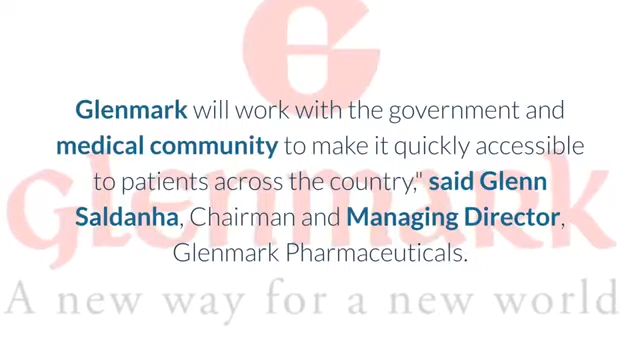 Glenmark will work with the government and
medical community to make it quickly accessible
to patients across the country," said Glenn
Saldanha, Chairman and Managing Director,
Glenmark Pharmaceuticals.
Glenmark
A new way for a new world